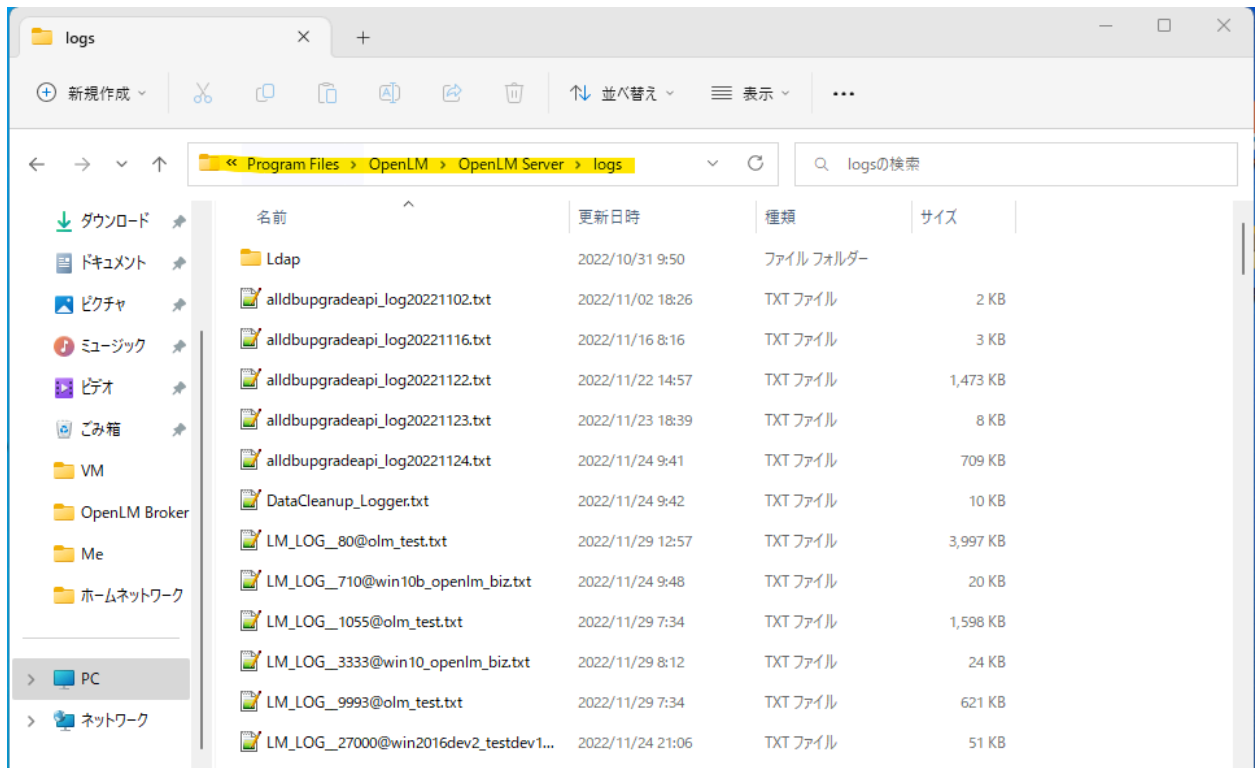 logs
新規作成
並べ替え
表示
« Program Files > OpenLM > OpenLM Server > logs
logsの検索
名前 更新日時 種類 サイズ
ダウンロード
ドキュメント
ピクチャ
ミュージック
ビデオ
ごみ箱
VM
OpenLM Broker
Me
ホームネットワーク
PC
ネットワーク
Ldap 2022/10/31 9:50 ファイル フォルダー
alldbupgradeapi_log20221102.txt 2022/11/02 18:26 TXT ファイル 2 KB
alldbupgradeapi_log20221116.txt 2022/11/16 8:16 TXT ファイル 3 KB
alldbupgradeapi_log20221122.txt 2022/11/22 14:57 TXT ファイル 1,473 KB
alldbupgradeapi_log20221123.txt 2022/11/23 18:39 TXT ファイル 8 KB
alldbupgradeapi_log20221124.txt 2022/11/24 9:41 TXT ファイル 709 KB
DataCleanup_Logger.txt 2022/11/24 9:42 TXT ファイル 10 KB
LM_LOG__80@olm_test.txt 2022/11/29 12:57 TXT ファイル 3,997 KB
LM_LOG__710@win10b_openlm_biz.txt 2022/11/24 9:48 TXT ファイル 20 KB
LM_LOG__1055@olm_test.txt 2022/11/29 7:34 TXT ファイル 1,598 KB
LM_LOG__3333@win10_openlm_biz.txt 2022/11/29 8:12 TXT ファイル 24 KB
LM_LOG__9993@olm_test.txt 2022/11/29 7:34 TXT ファイル 621 KB
LM_LOG__27000@win2016dev2_testdev1... 2022/11/24 21:06 TXT ファイル 51 KB